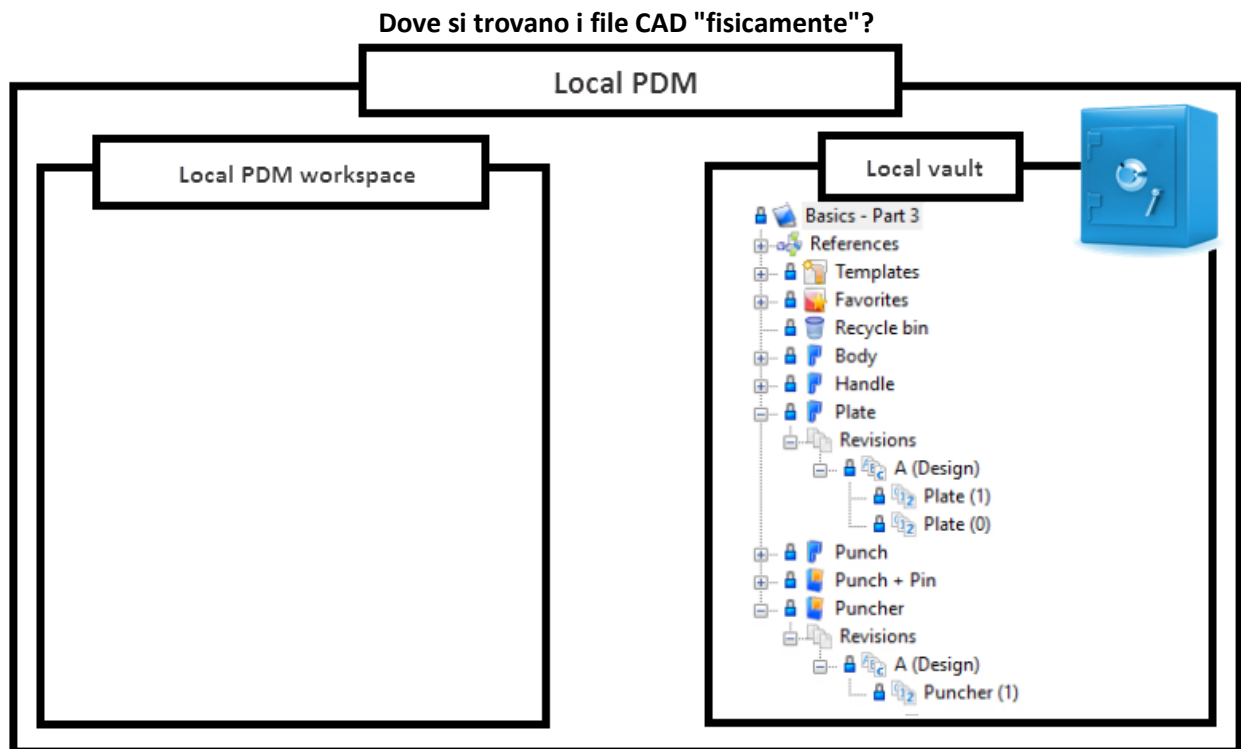 Dove si trovano i file CAD "fisicamente"?
Local PDM
Local PDM workspace
Local vault
Basics - Part 3
References
Templates
Favorites
Recycle bin
Body
Handle
Plate
Revisions
A (Design)
Plate (1)
Plate (0)
Punch
Punch + Pin
Puncher
Revisions
A (Design)
Puncher (1)